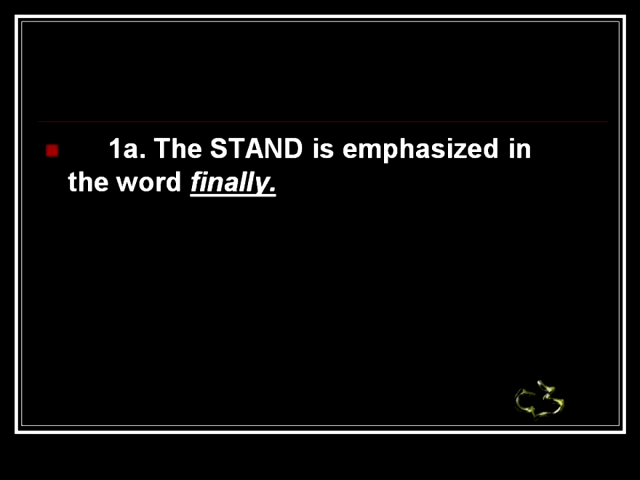 1a. The STAND is emphasized in
the word finally.